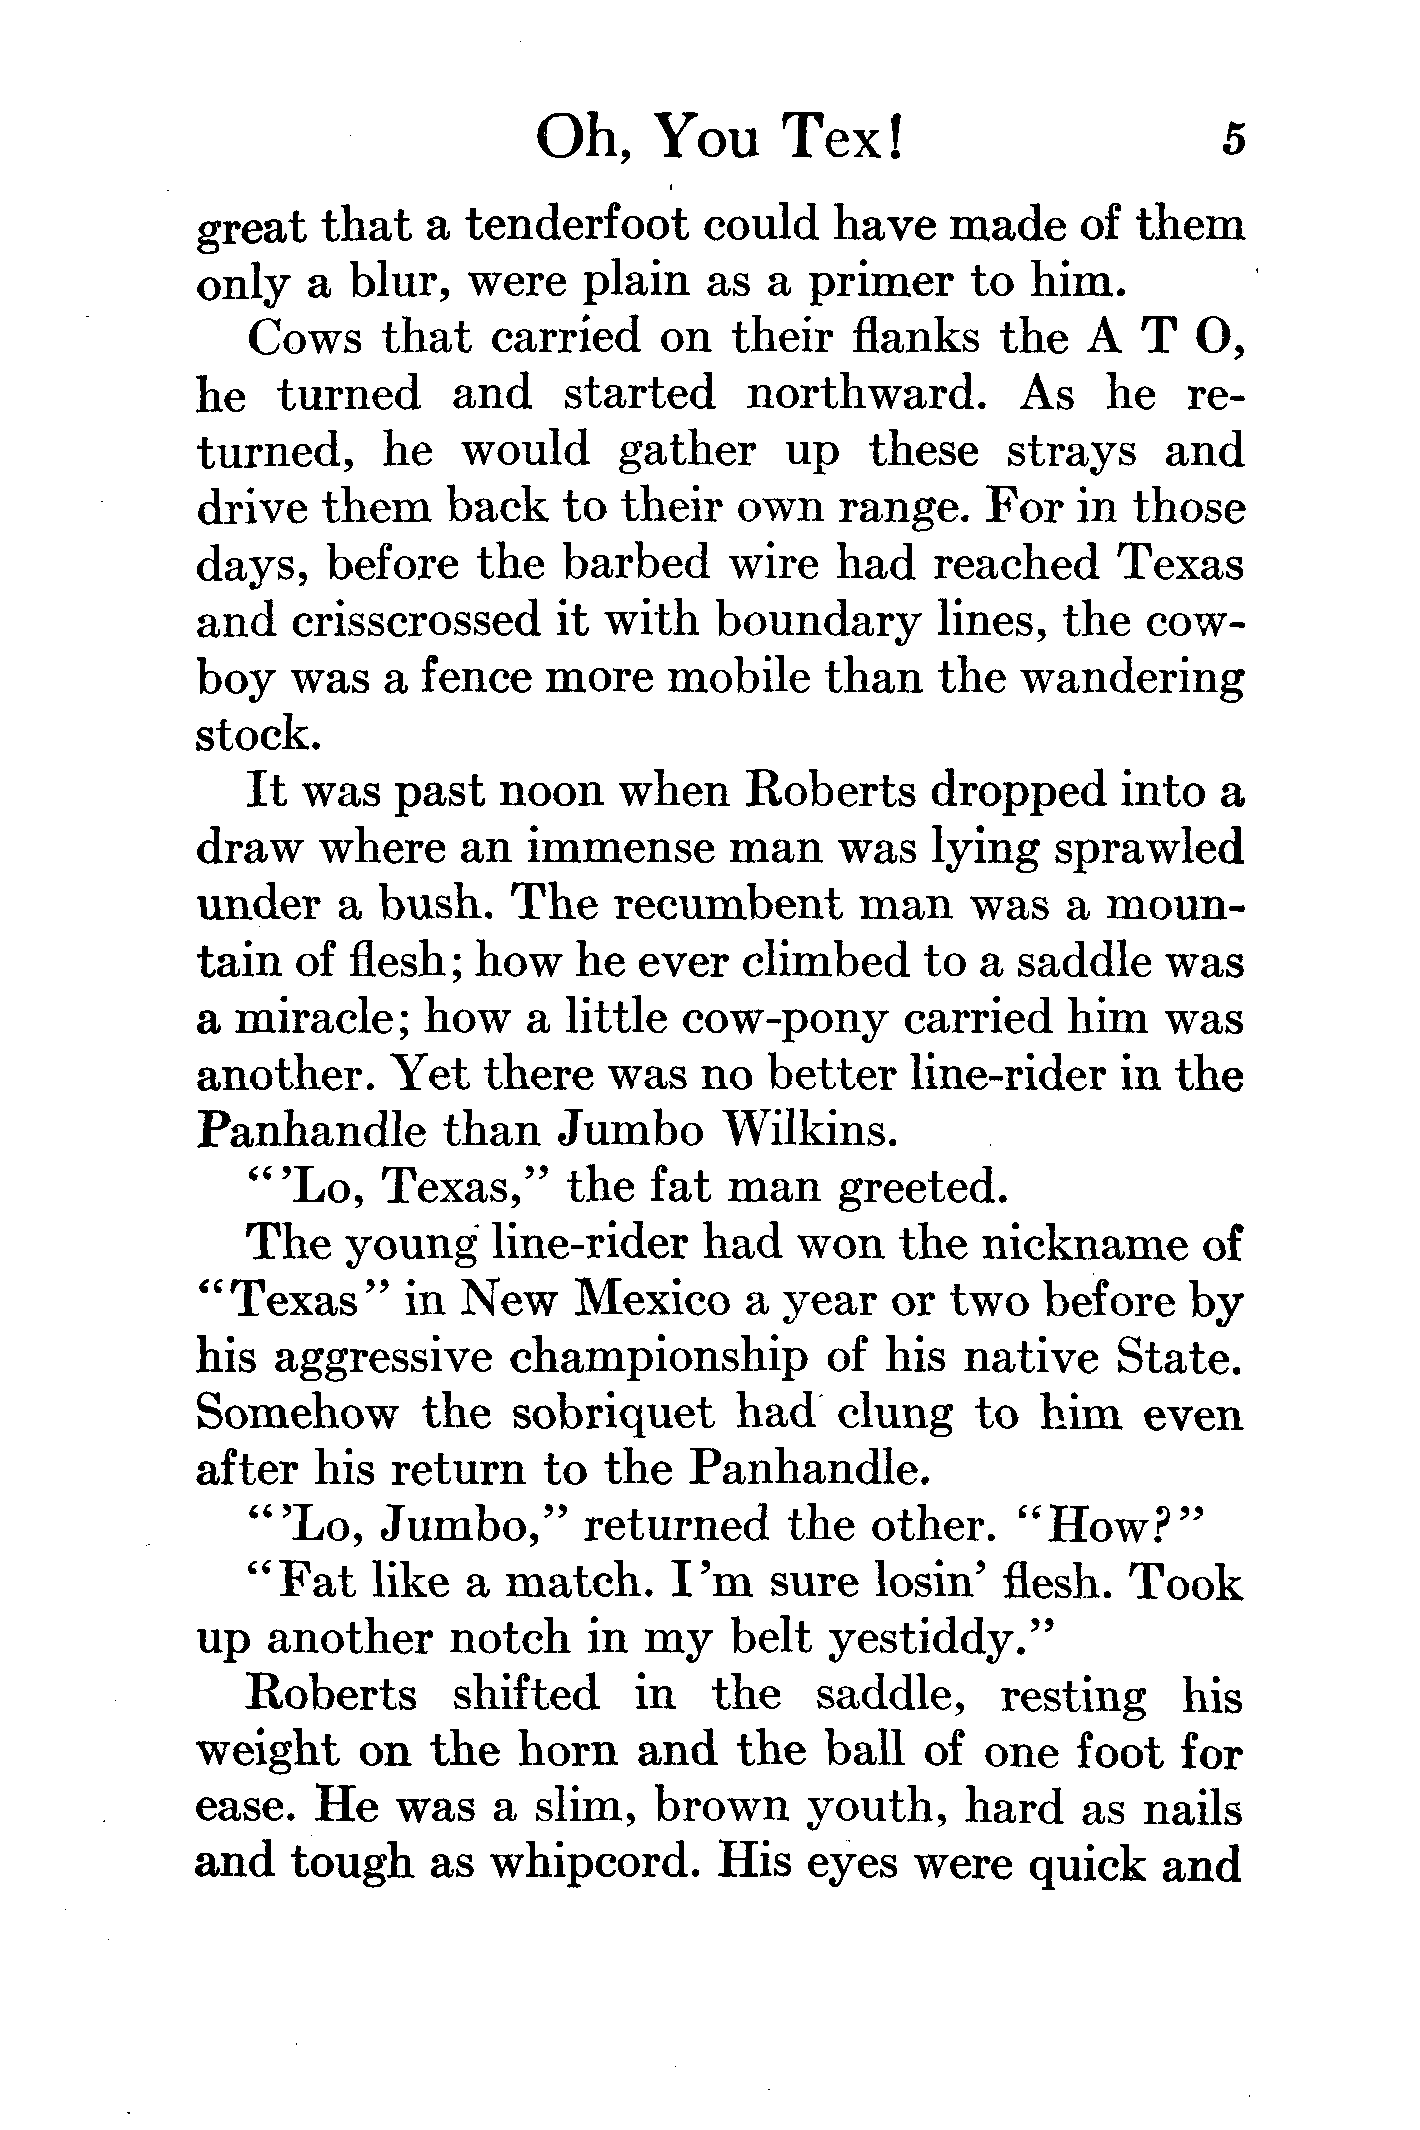 Oh, You Tex! 5
great that a tenderfoot could have made of them
only a blur, were plain as a primer to him.
Cows that carried on their flanks the A T O,
he turned and started northward. As he re-
turned, he would gather up these strays and
drive them back to their own range. For in those
days, before the barbed wire had reached Texas
and crisscrossed it with boundary lines, the cow-
boy was a fence more mobile than the wandering
stock.
It was past noon when Roberts dropped into a
draw where an immense man was lying sprawled
under a bush. The recumbent man was a moun-
tain of flesh; how he ever climbed to a saddle was
a miracle; how a little cow-pony carried him was
another. Yet there was no better line-rider in the
Panhandle than Jumbo Wilkins.
"'Lo, Texas," the fat man greeted.
The young line-rider had won the nickname of
"Texas" in New Mexico a year or two before by
his aggressive championship of his native State.
Somehow the sobriquet had clung to him even
after his return to the Panhandle.
"'Lo, Jumbo," returned the other. "How?"
"Fat like a match. I'm sure losin' flesh. Took
up another notch in my belt yestiddy."
Roberts shifted in the saddle, resting his
weight on the horn and the ball of one foot for
ease. He was a slim, brown youth, hard as nails
and tough as whipcord. His eyes were quick and